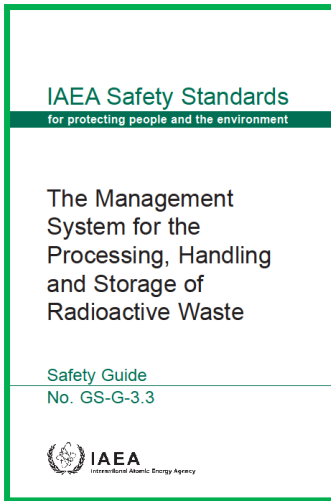 IAEA Safety Standards
for protecting people and the environment
The Management
System for the
Processing, Handling
and Storage of
Radioactive Waste
Safety Guide
No. GS-G-3.3
IAEA
International Atomic Energy Agency